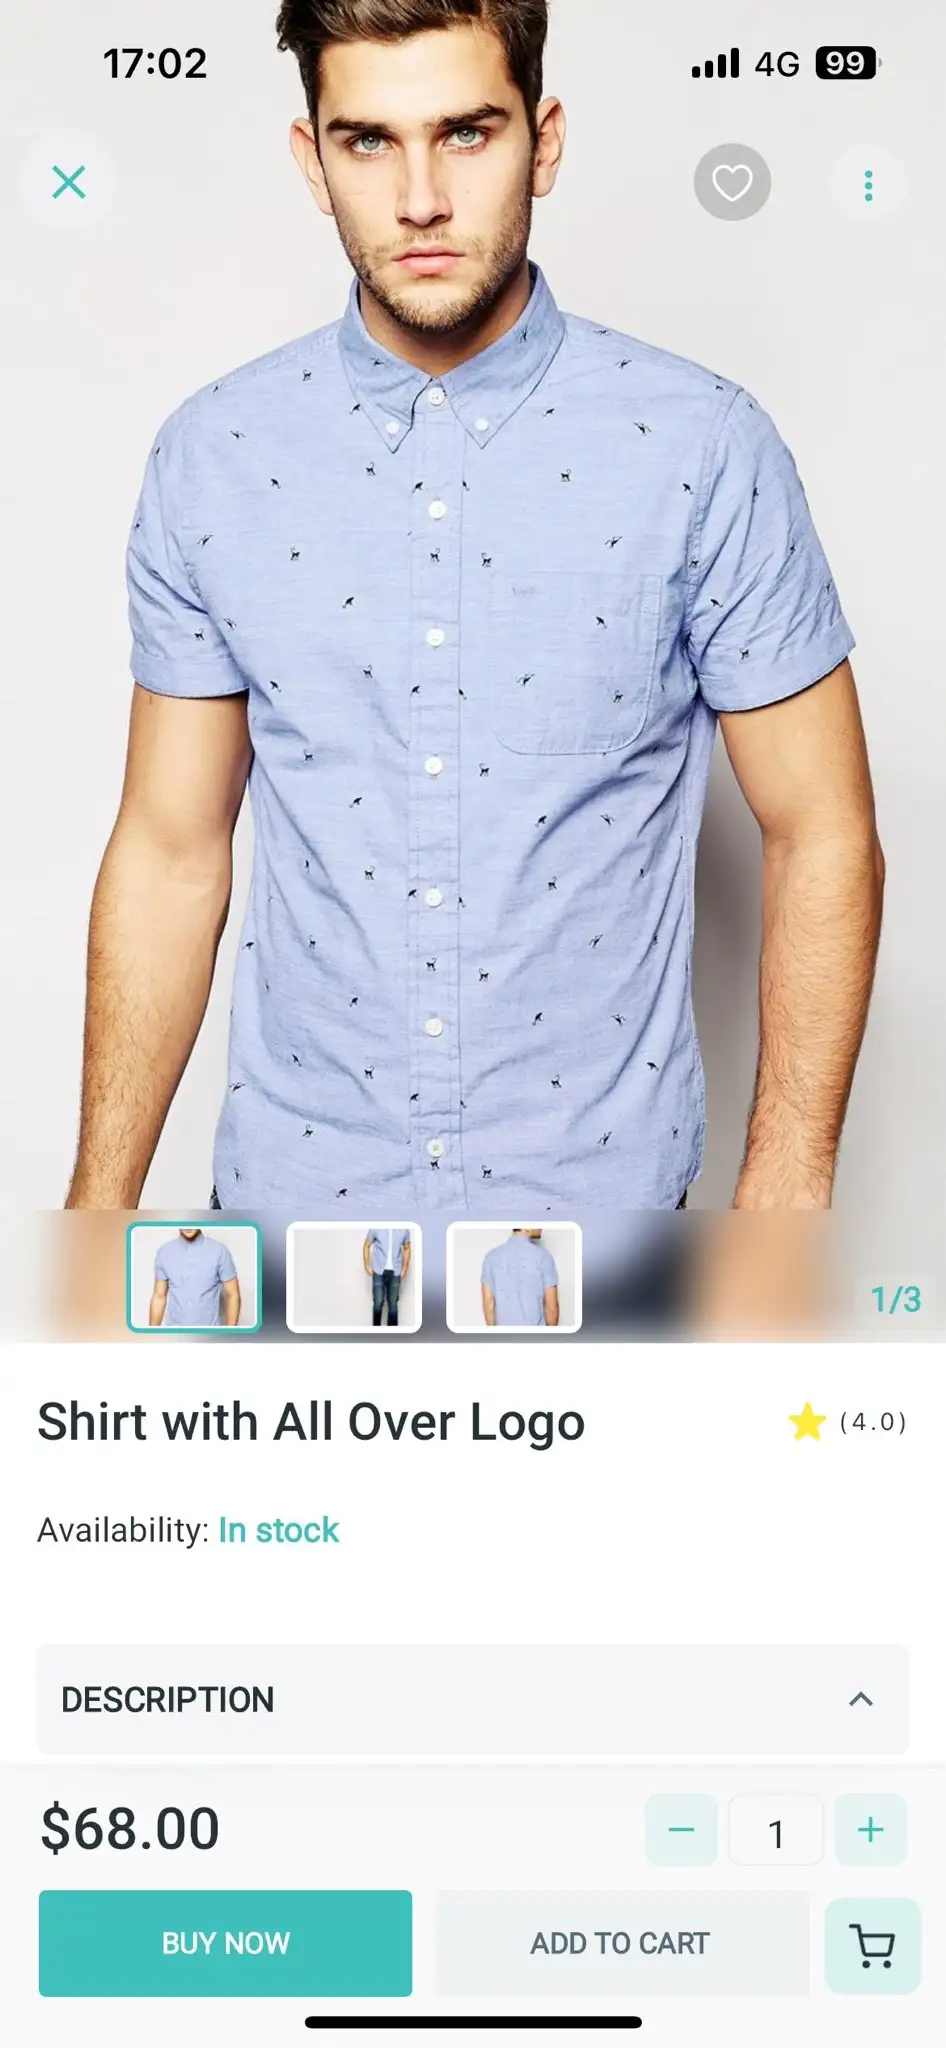 17:02 4G 99
1/3
Shirt with All Over Logo (4.0)
Availability: In stock
DESCRIPTION
$68.00 1
BUY NOW ADD TO CART